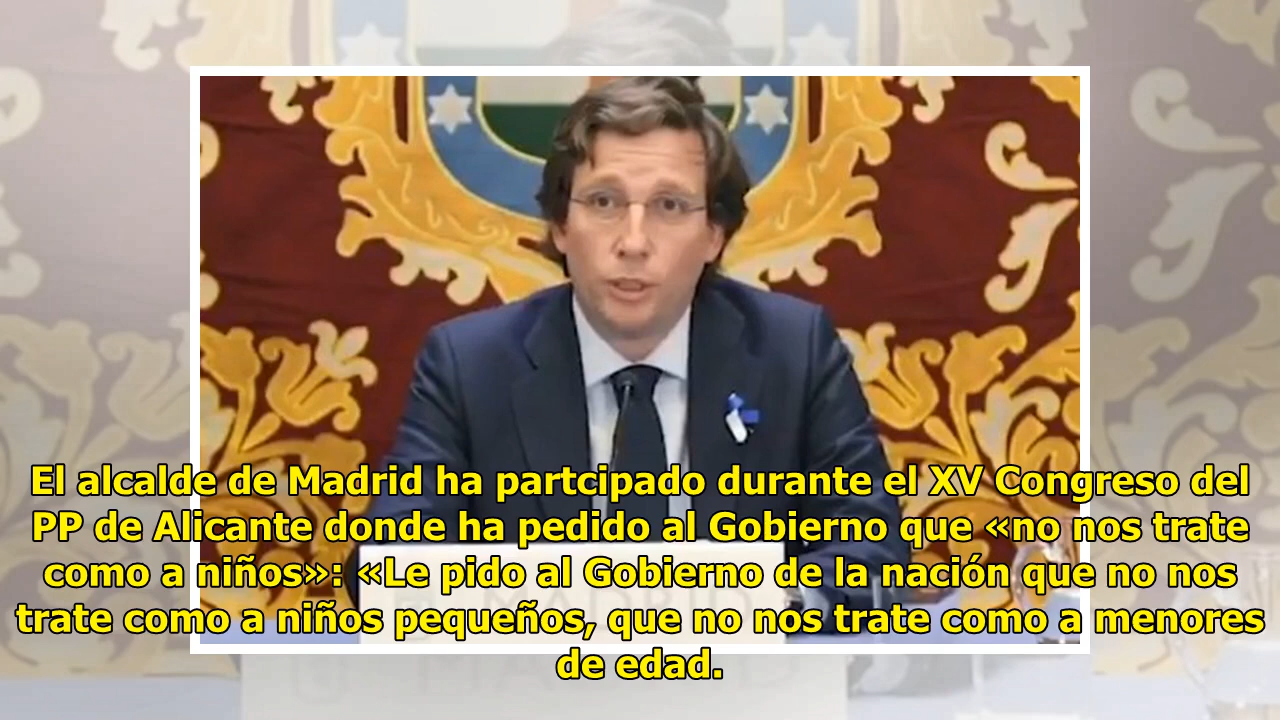 El alcalde de Madrid ha partcipado durante el XV Congreso del
PP de Alicante donde ha pedido al Gobierno que «no nos trate
como a niños»: «Le pido al Gobierno de la nación que no nos
trate como a niños pequeños, que no nos trate como a menores
de edad.